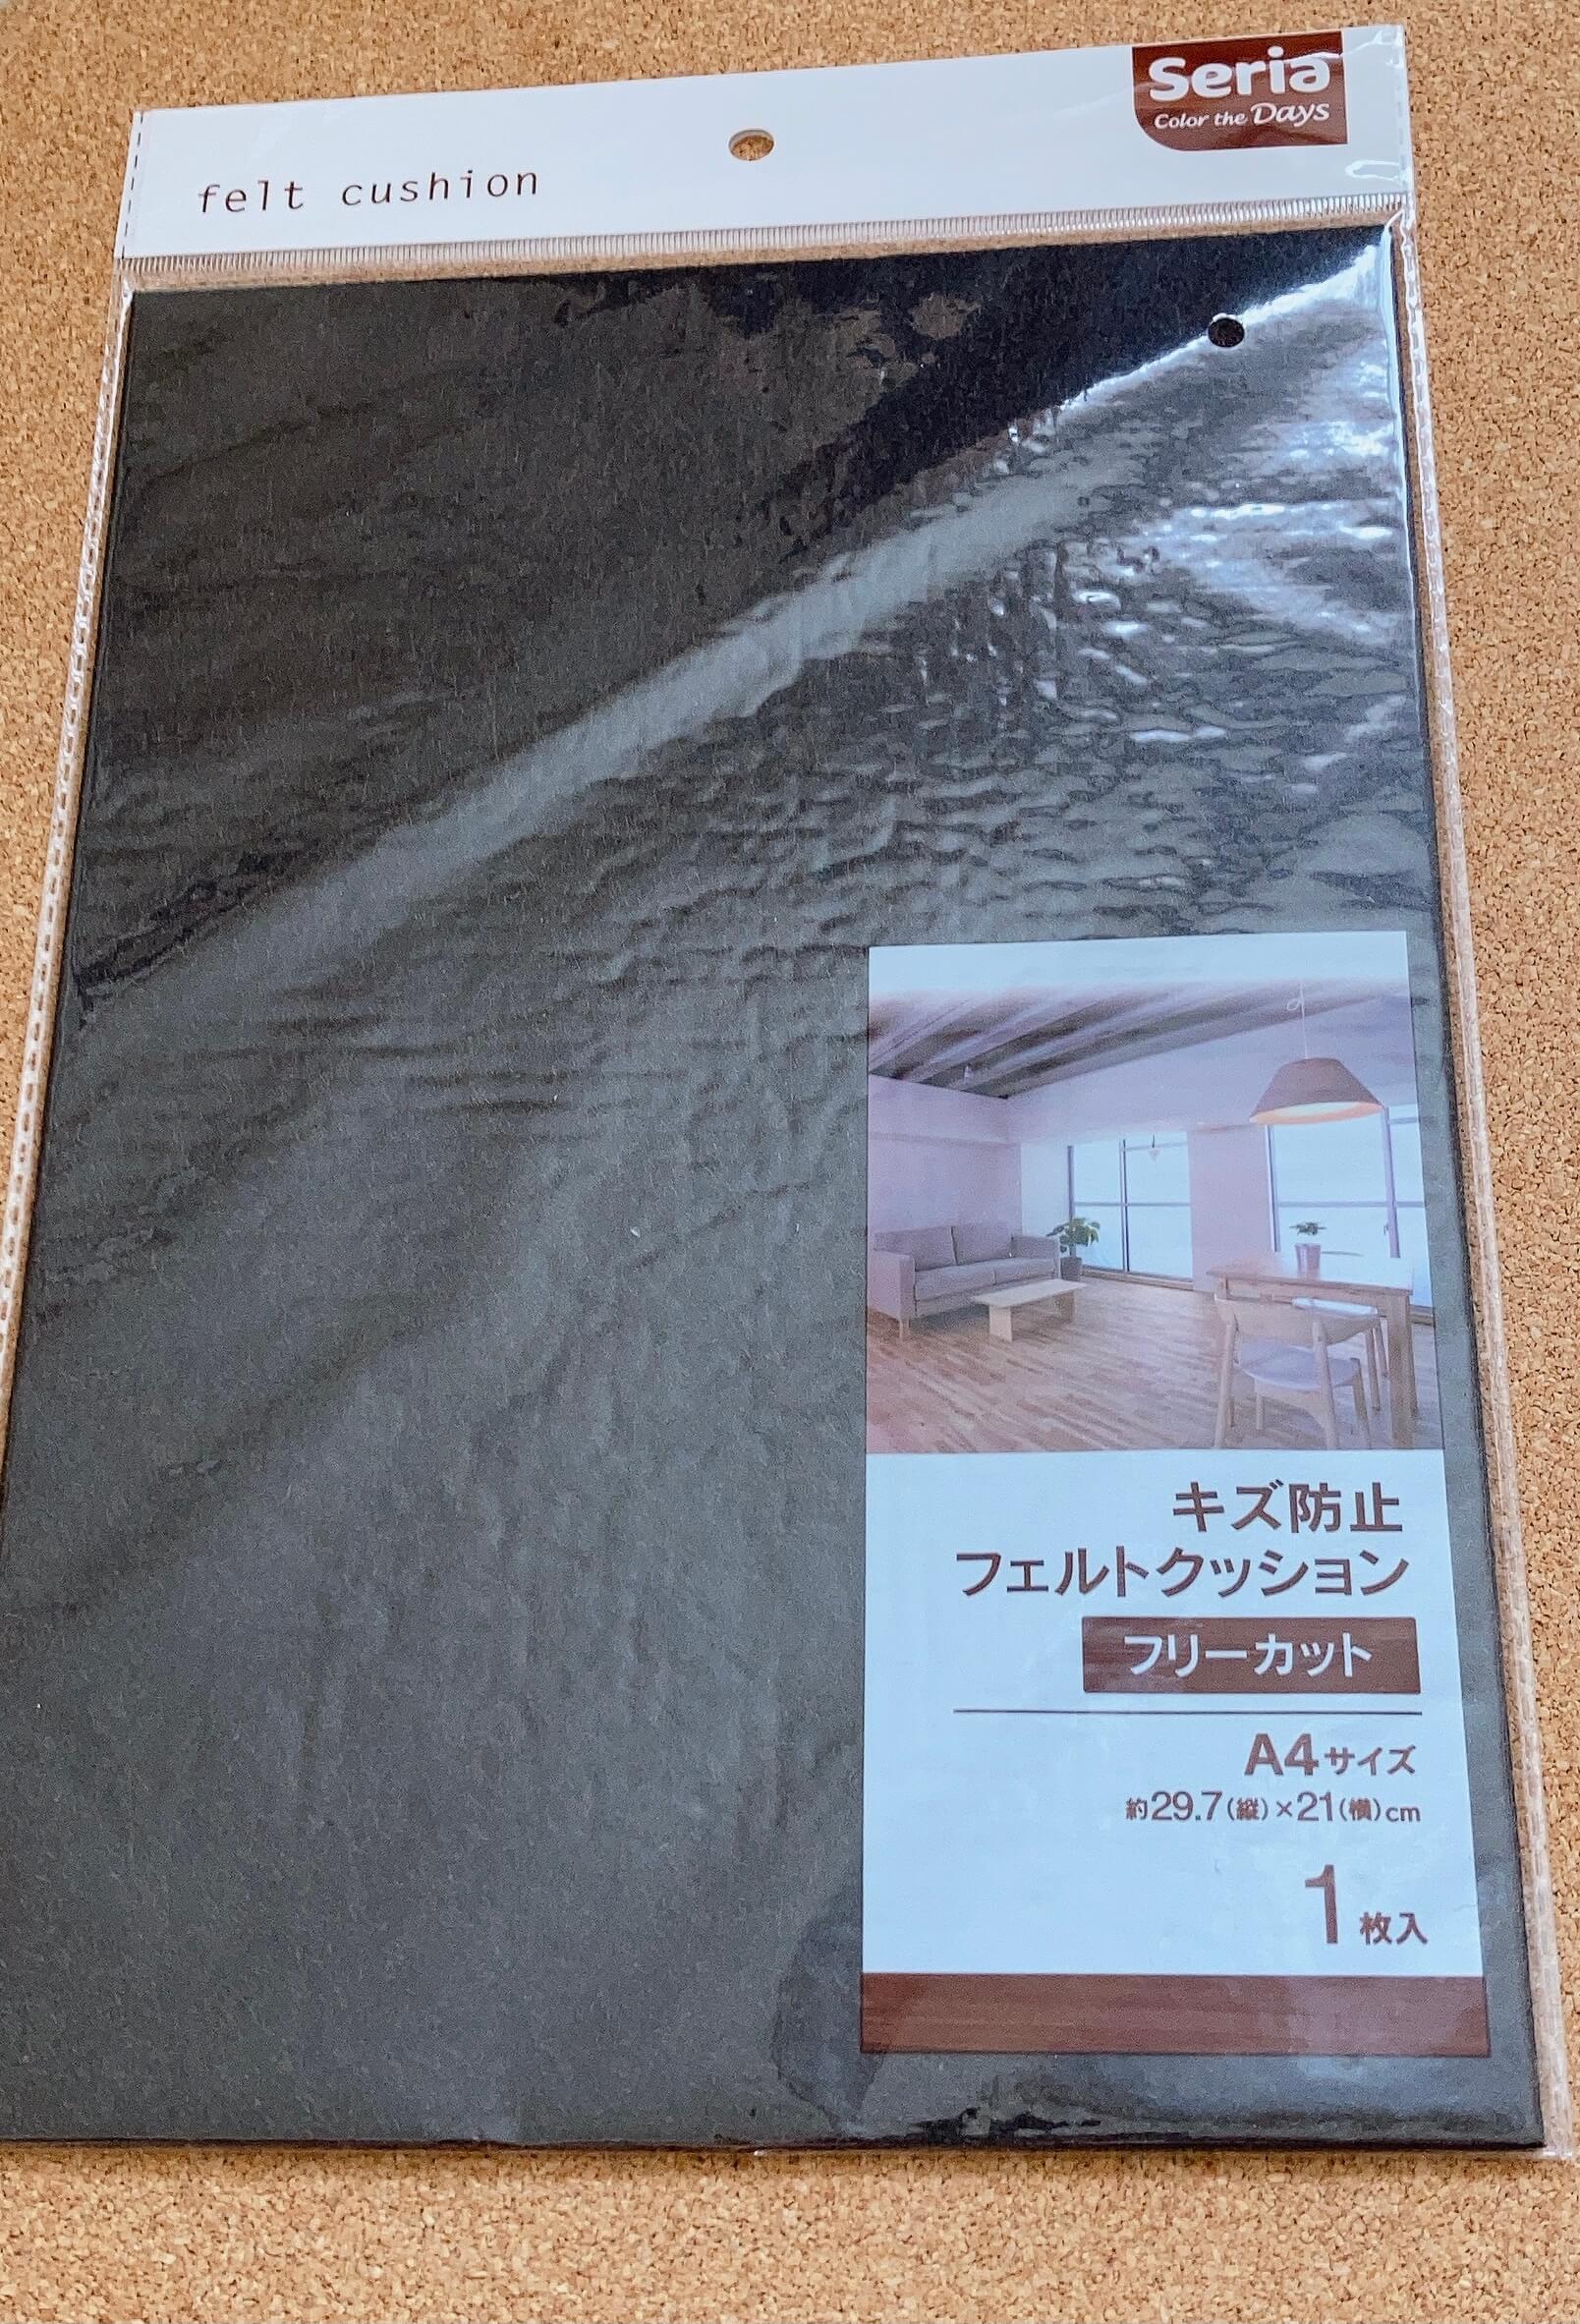 Seria
Color the Days
felt cushion
キズ防止
フェルトクッション
フリーカット
A4サイズ
約29.7(縦)×21(横)cm
1枚入